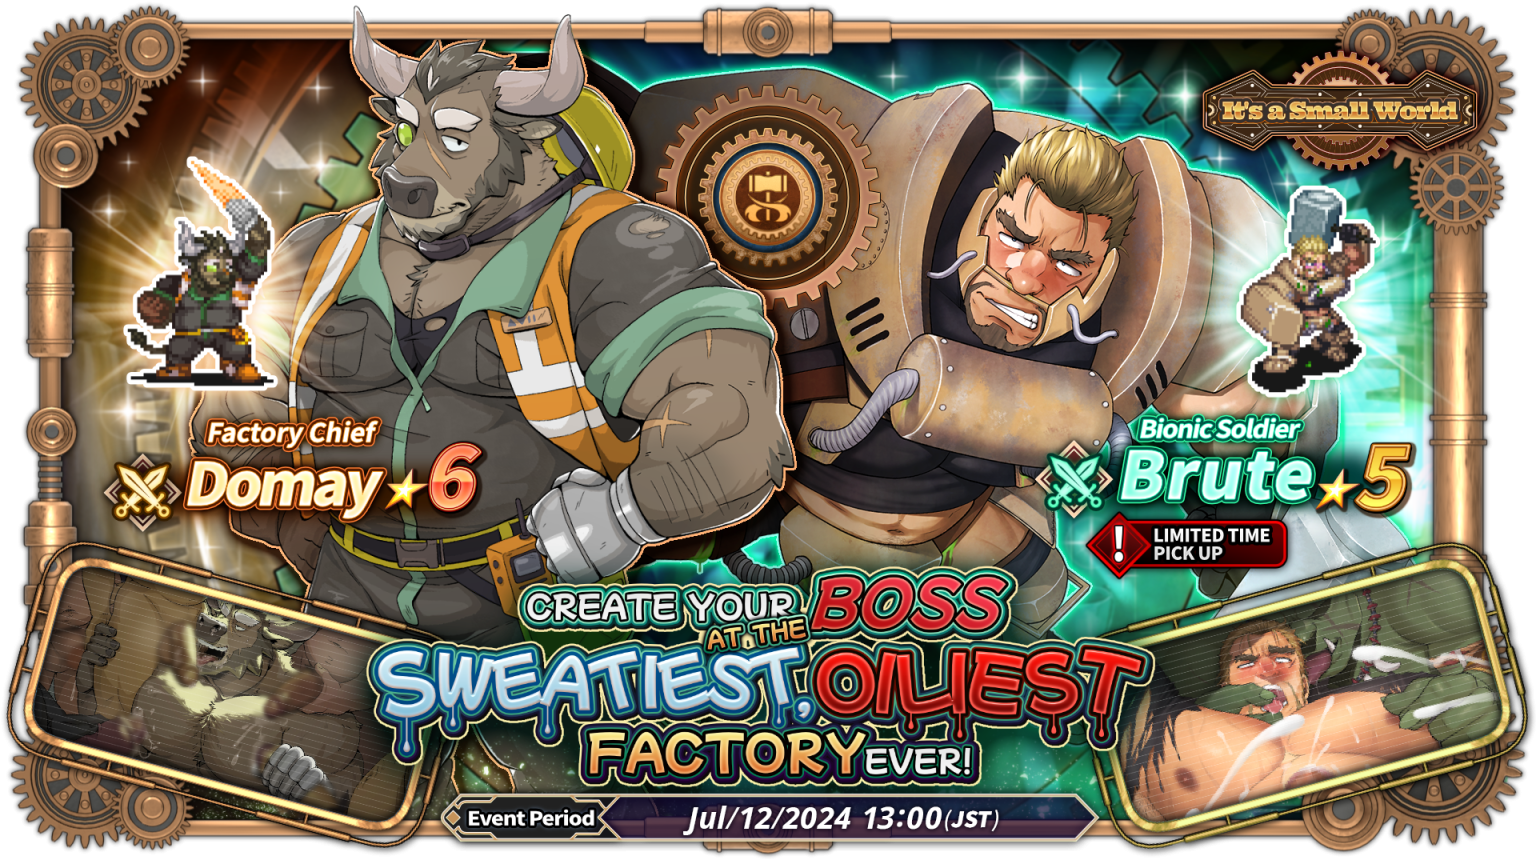 It's a Small World
Factory Chief
Domay ★ 6
Bionic Soldier
Brute ★ 5
! LIMITED TIME
PICK UP
CREATE YOUR BOSS
AT THE
SWEATIEST, OILIEST
FACTORY EVER!
Event Period
Jul/12/2024 13:00 (JST)